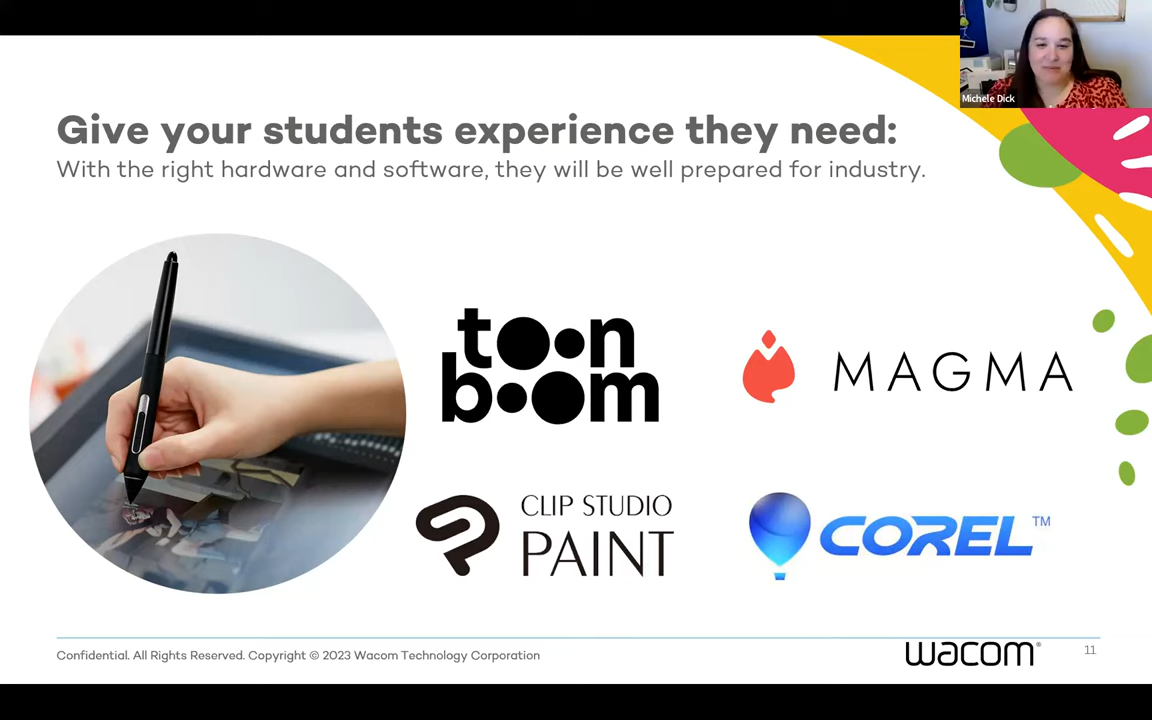 Michele Dick
Give your students experience they need:
With the right hardware and software, they will be well prepared for industry.
toon
boom
MAGMA
CLIP STUDIO
PAINT
COREL™
Confidential. All Rights Reserved. Copyright © 2023 Wacom Technology Corporation
wacom®
11